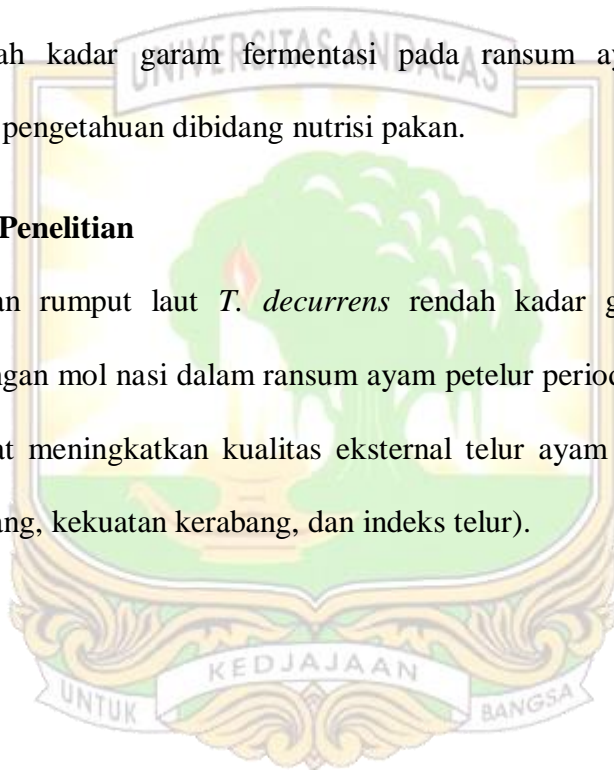 ah kadar garam fermentasi pada ransum ay
UNIVERSITAS ANDALAS
pengetahuan dibidang nutrisi pakan.
Penelitian
an rumput laut T. decurrens rendah kadar g
ngan mol nasi dalam ransum ayam petelur period
at meningkatkan kualitas eksternal telur ayam
ang, kekuatan kerabang, dan indeks telur).
KEDJAJAAN
UNTUK BANGSA